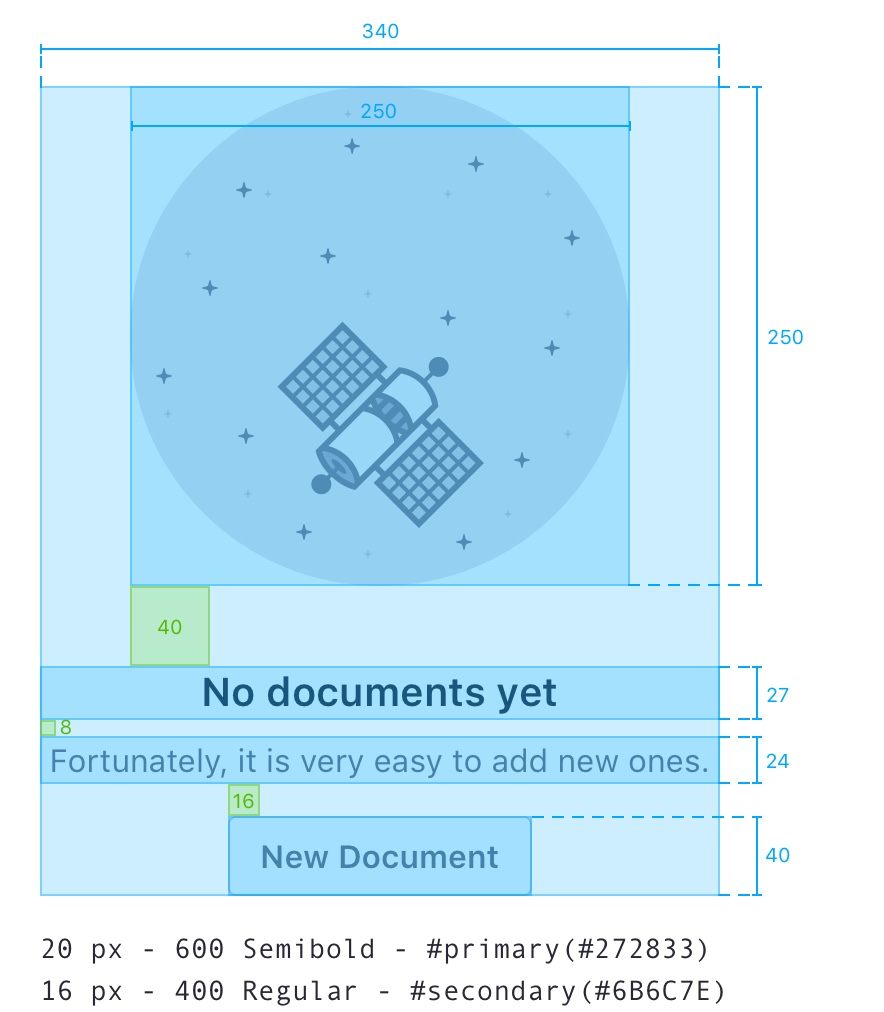 340
250
250
40
No documents yet
27
8
Fortunately, it is very easy to add new ones.
24
16
New Document
40
20 px - 600 Semibold - #primary(#272833)
16 px - 400 Regular - #secondary(#6B6C7E)